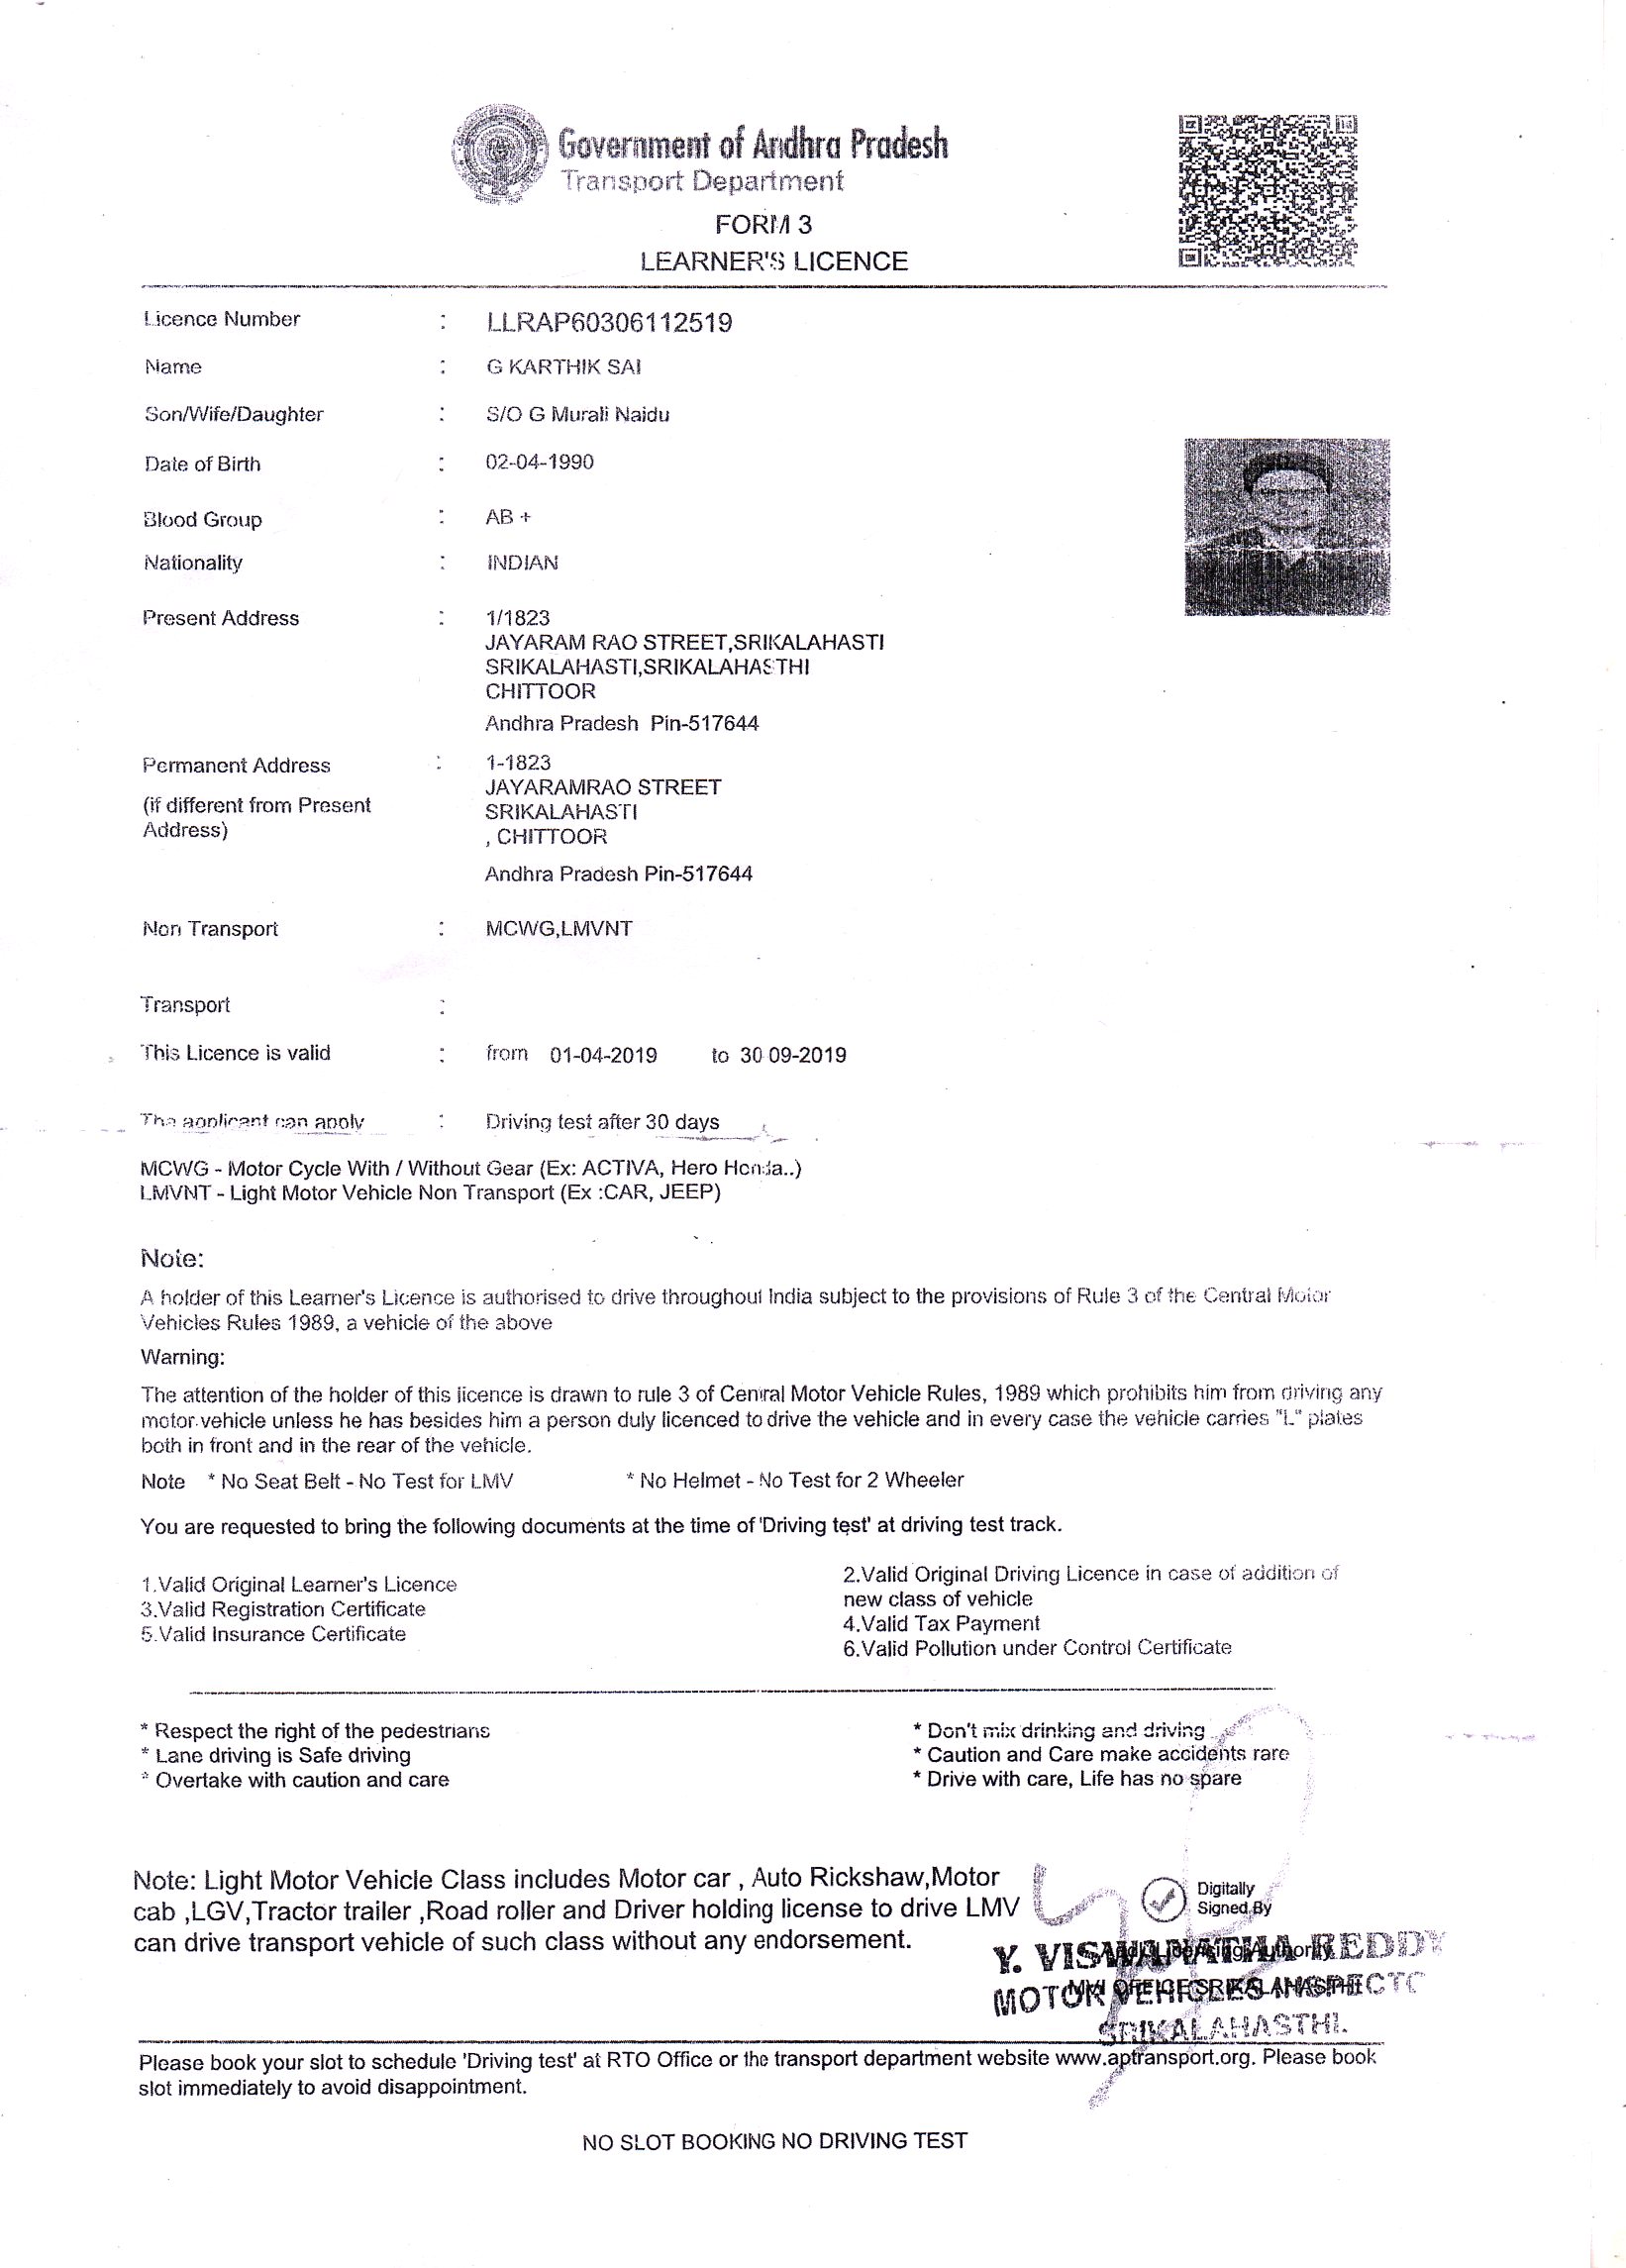 Government of Andhra Pradesh
Transport Department
FORM 3
LEARNER'S LICENCE
Licence Number : LLRAP60306112519
Name : G KARTHIK SAI
Son/Wife/Daughter : S/O G Murali Naidu
Date of Birth : 02-04-1990
Blood Group : AB +
Nationality : INDIAN
Present Address : 1/1823
JAYARAM RAO STREET,SRIKALAHASTI
SRIKALAHASTI,SRIKALAHASTHI
CHITTOOR
Andhra Pradesh Pin-517644
Permanent Address : 1-1823
JAYARAMRAO STREET
(if different from Present SRIKALAHASTI
Address) , CHITTOOR
Andhra Pradesh Pin-517644
Non Transport : MCWG,LMVNT
Transport :
This Licence is valid : from 01-04-2019 to 30-09-2019
The applicant can apply : Driving test after 30 days
MCWG - Motor Cycle With / Without Gear (Ex: ACTIVA, Hero Honda..)
LMVNT - Light Motor Vehicle Non Transport (Ex :CAR, JEEP)
Note:
A holder of this Learner's Licence is authorised to drive throughout India subject to the provisions of Rule 3 of the Central Motor
Vehicles Rules 1989, a vehicle of the above
Warning:
The attention of the holder of this licence is drawn to rule 3 of Central Motor Vehicle Rules, 1989 which prohibits him from driving any
motor vehicle unless he has besides him a person duly licenced to drive the vehicle and in every case the vehicle carries "L" plates
both in front and in the rear of the vehicle.
Note * No Seat Belt - No Test for LMV * No Helmet - No Test for 2 Wheeler
You are requested to bring the following documents at the time of 'Driving test' at driving test track.
1.Valid Original Learner's Licence
3.Valid Registration Certificate
5.Valid Insurance Certificate
2.Valid Original Driving Licence in case of addition of
new class of vehicle
4.Valid Tax Payment
6.Valid Pollution under Control Certificate
* Respect the right of the pedestrians
* Lane driving is Safe driving
* Overtake with caution and care
* Don't mix drinking and driving
* Caution and Care make accidents rare
* Drive with care, Life has no spare
Note: Light Motor Vehicle Class includes Motor car , Auto Rickshaw,Motor
cab ,LGV,Tractor trailer ,Road roller and Driver holding license to drive LMV
can drive transport vehicle of such class without any endorsement.
Digitally
Signed By
Y. VISWANATHA REDDY
MOTOR VEHICLES INSPECTO
SRIKALAHASTHI.
Please book your slot to schedule 'Driving test' at RTO Office or the transport department website www.aptransport.org. Please book
slot immediately to avoid disappointment.
NO SLOT BOOKING NO DRIVING TEST